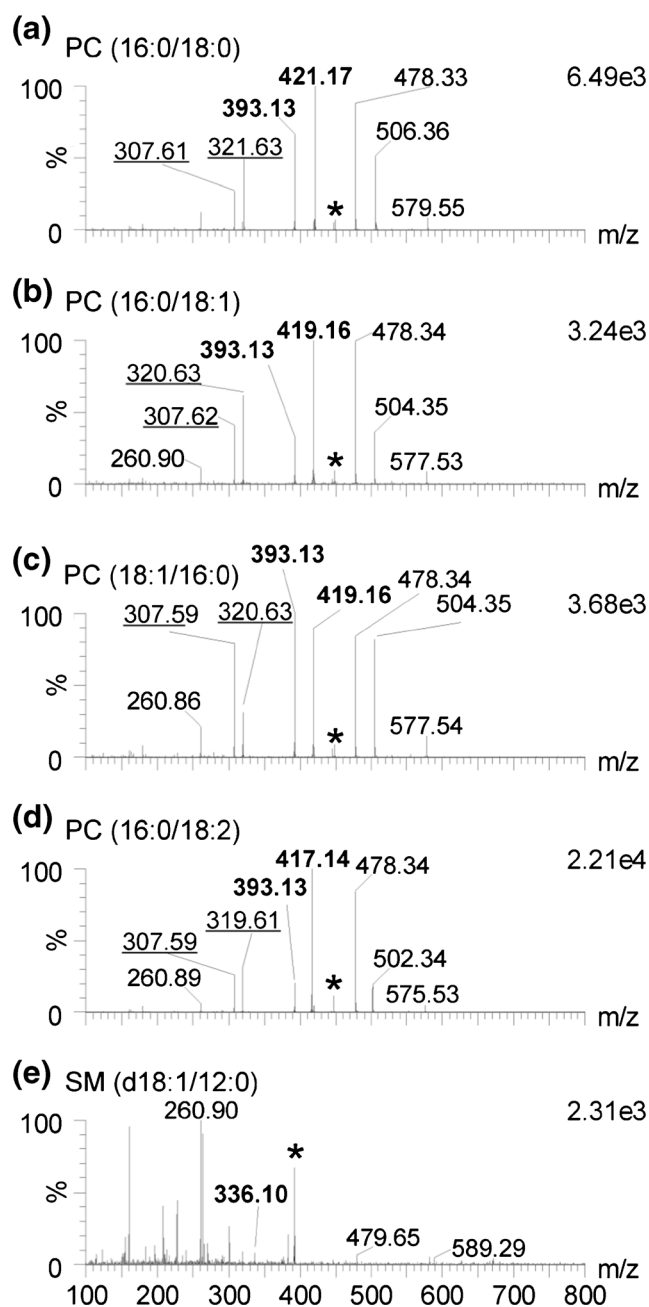 (a) PC (16:0/18:0)
100 421.17 478.33 6.49e3
393.13
506.36
307.61 321.63
%
* 579.55
0 m/z
(b) PC (16:0/18:1)
100 419.16 478.34 3.24e3
393.13
320.63
307.62 504.35
%
260.90 * 577.53
0 m/z
(c) PC (18:1/16:0)
393.13
419.16 478.34
100 307.59 320.63 504.35 3.68e3
%
260.86 577.54
*
0 m/z
(d) PC (16:0/18:2)
417.14
100 393.13 478.34 2.21e4
319.61
%
307.59
260.89 * 502.34
575.53
0 m/z
(e) SM (d18:1/12:0)
100 260.90 2.31e3
*
%
336.10
479.65 589.29
0
100 200 300 400 500 600 700 800 m/z